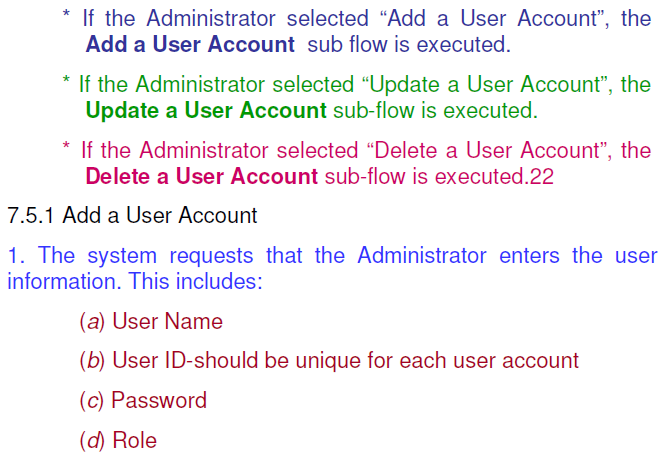 * If the Administrator selected “Add a User Account”, the
Add a User Account sub flow is executed.
* If the Administrator selected “Update a User Account”, the
Update a User Account sub-flow is executed.
* If the Administrator selected “Delete a User Account”, the
Delete a User Account sub-flow is executed.22
7.5.1 Add a User Account
1. The system requests that the Administrator enters the user
information. This includes:
(a) User Name
(b) User ID-should be unique for each user account
(c) Password
(d) Role